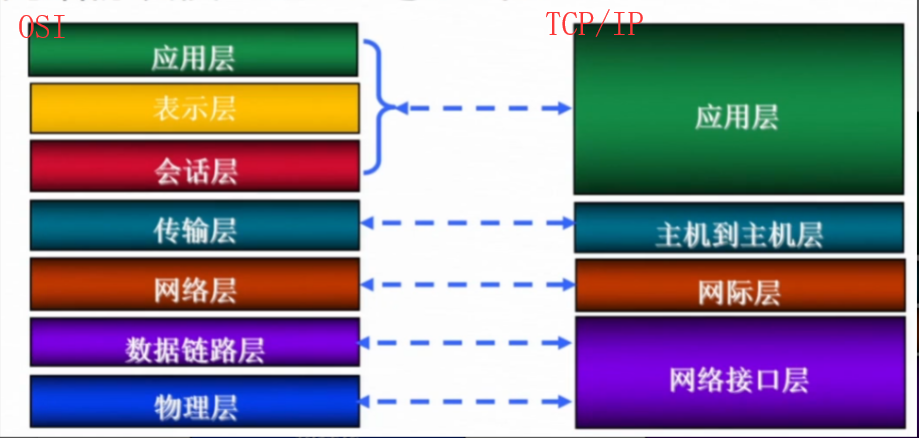 OSI
TCP/IP
应用层
表示层
会话层
传输层
网络层
数据链路层
物理层
应用层
主机到主机层
网际层
网络接口层